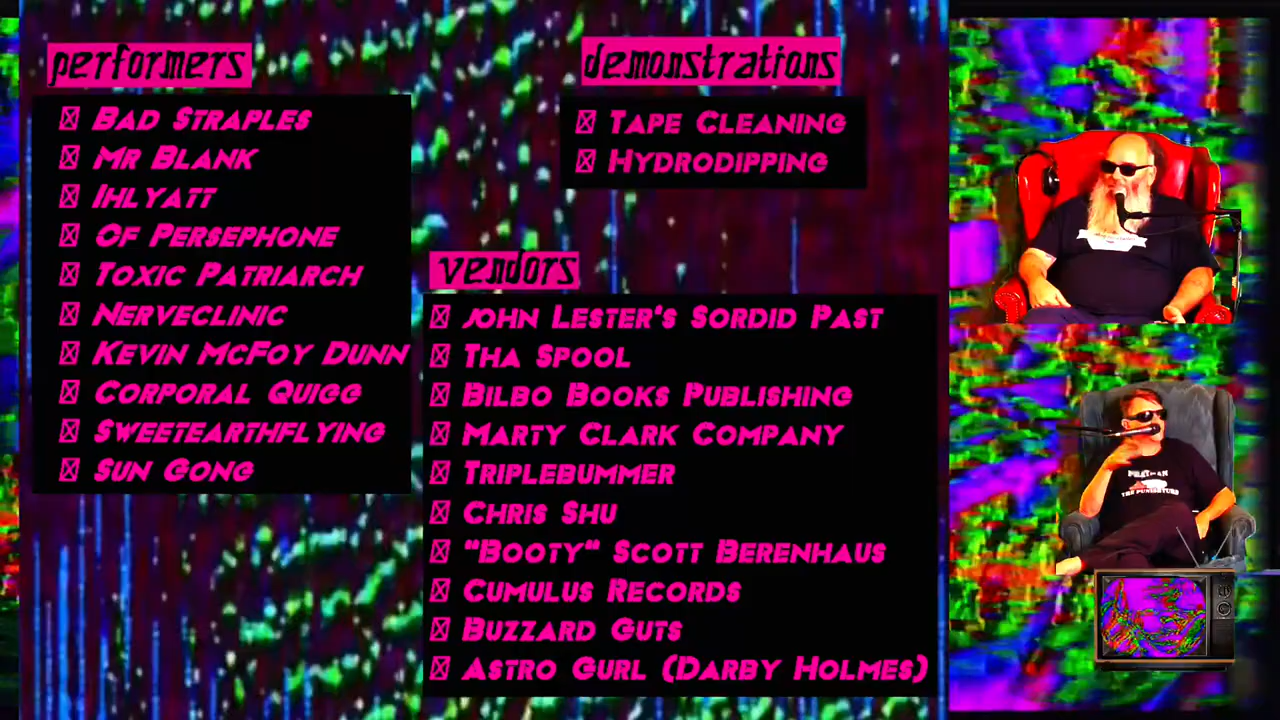 performers
Bad Straples
Mr Blank
Ihlyatt
Of Persephone
Toxic Patriarch
Nerveclinic
Kevin McFoy Dunn
Corporal Quigg
Sweetearthflying
Sun Gong
demonstrations
Tape Cleaning
Hydrodipping
vendors
John Lester's Sordid Past
Tha Spool
Bilbo Books Publishing
Marty Clark Company
Triplebummer
Chris Shu
"Booty" Scott Berenhaus
Cumulus Records
Buzzard Guts
Astro Gurl (Darby Holmes)
THE PUNISHTURE